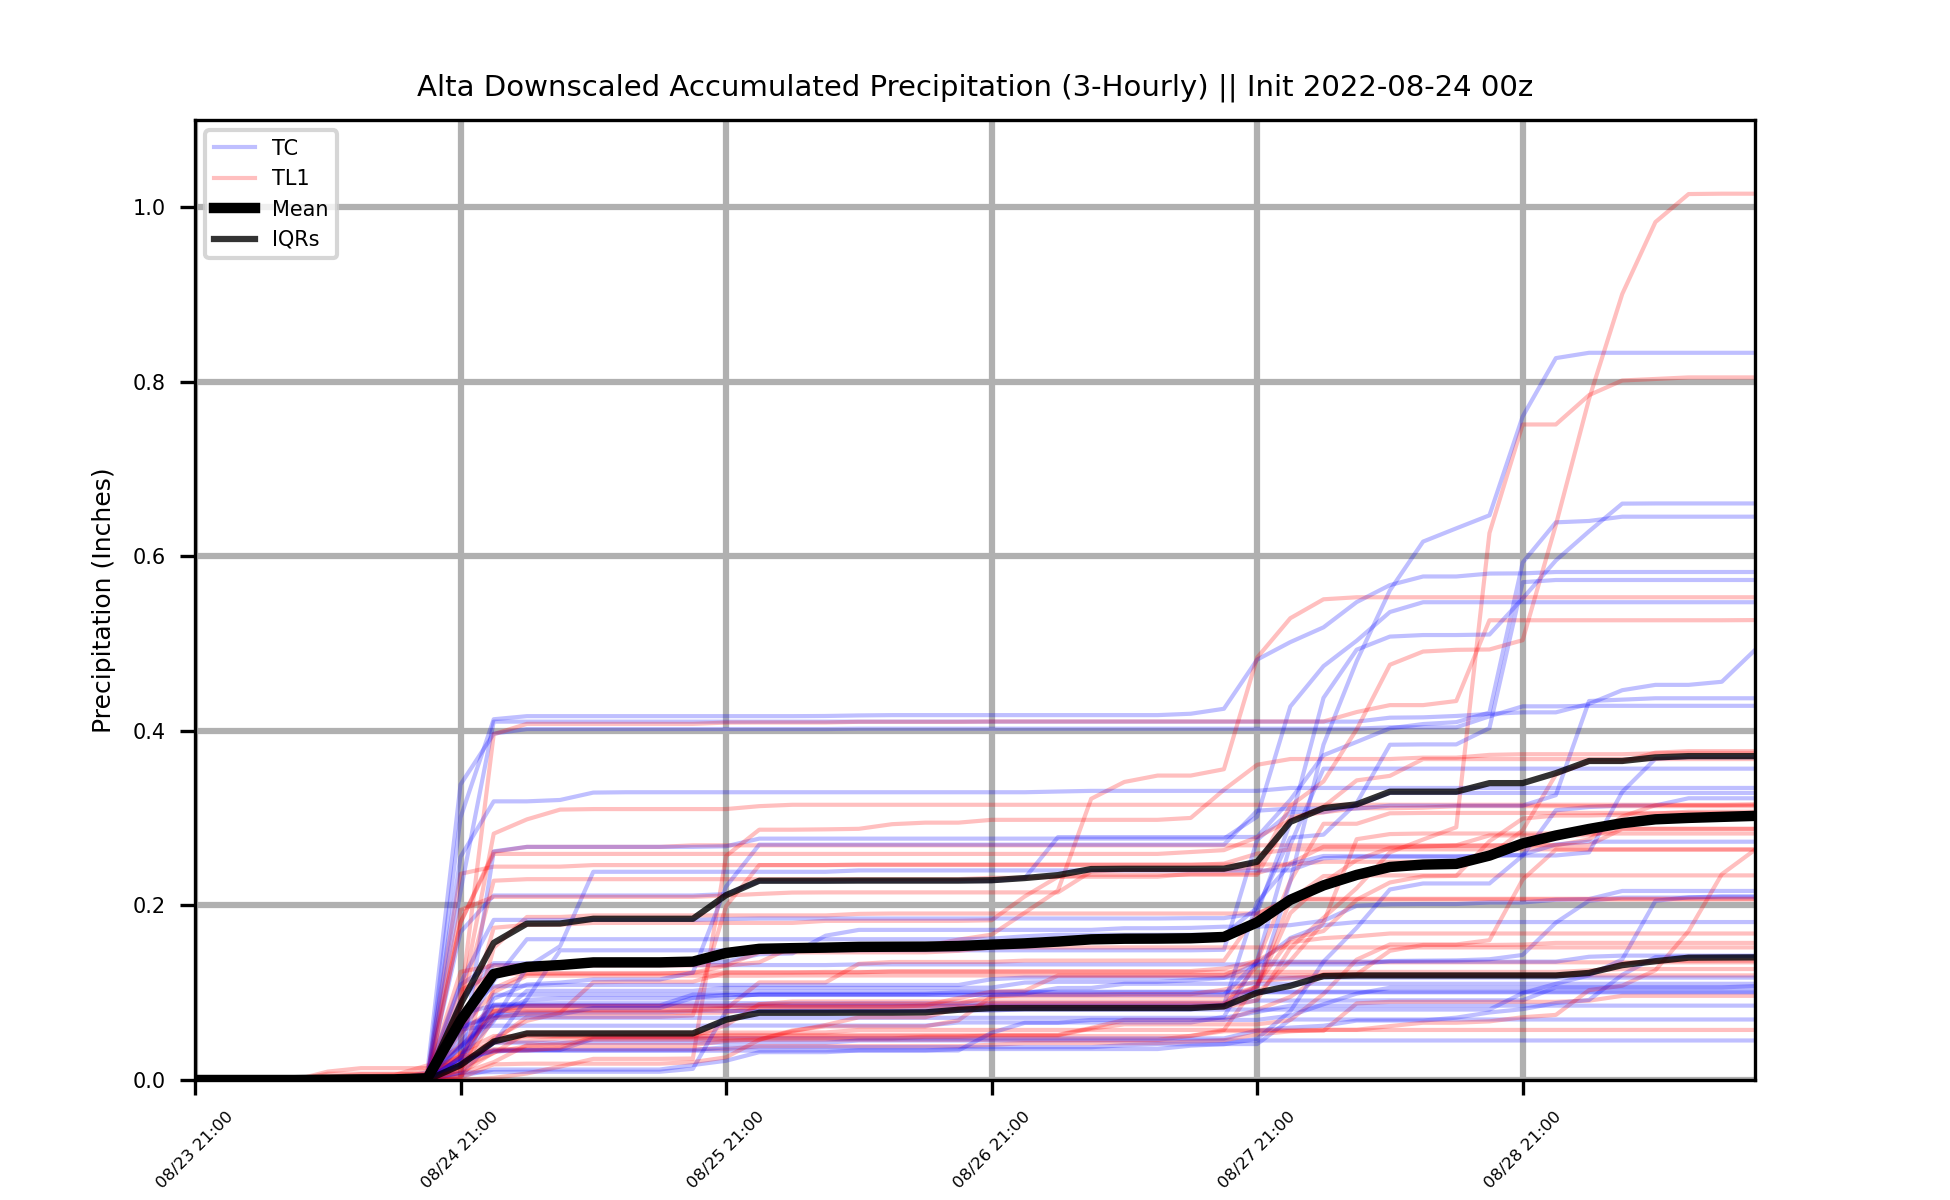 Alta Downscaled Accumulated Precipitation (3-Hourly) || Init 2022-08-24 00z
TC
TL1
Mean
IQRs
Precipitation (Inches)
1.0
0.8
0.6
0.4
0.2
0.0
08/23 21:00
08/24 21:00
08/25 21:00
08/26 21:00
08/27 21:00
08/28 21:00